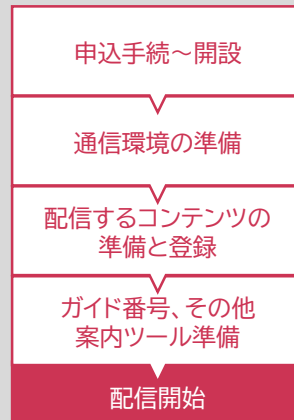 申込手続～開設
通信環境の準備
配信するコンテンツの
準備と登録
ガイド番号、その他
案内ツール準備
配信開始